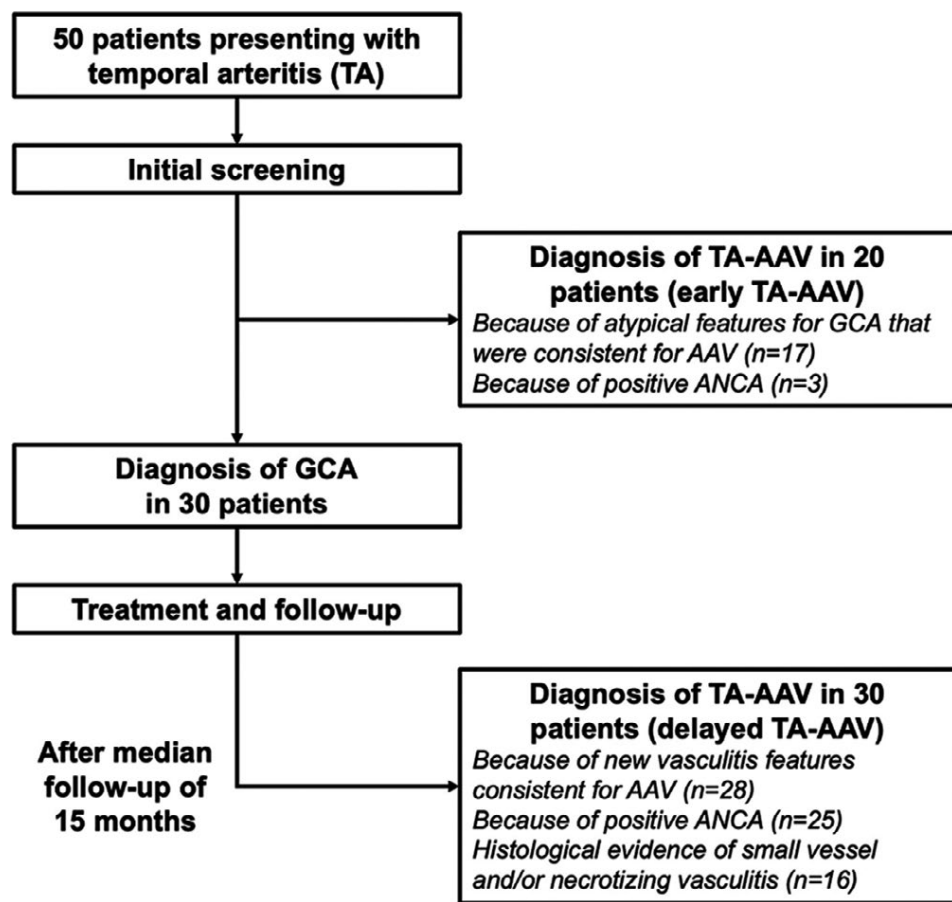 50 patients presenting with
temporal arteritis (TA)
Initial screening
Diagnosis of TA-AAV in 20
patients (early TA-AAV)
Because of atypical features for GCA that
were consistent for AAV (n=17)
Because of positive ANCA (n=3)
Diagnosis of GCA
in 30 patients
Treatment and follow-up
After median
follow-up of
15 months
Diagnosis of TA-AAV in 30
patients (delayed TA-AAV)
Because of new vasculitis features
consistent for AAV (n=28)
Because of positive ANCA (n=25)
Histological evidence of small vessel
and/or necrotizing vasculitis (n=16)